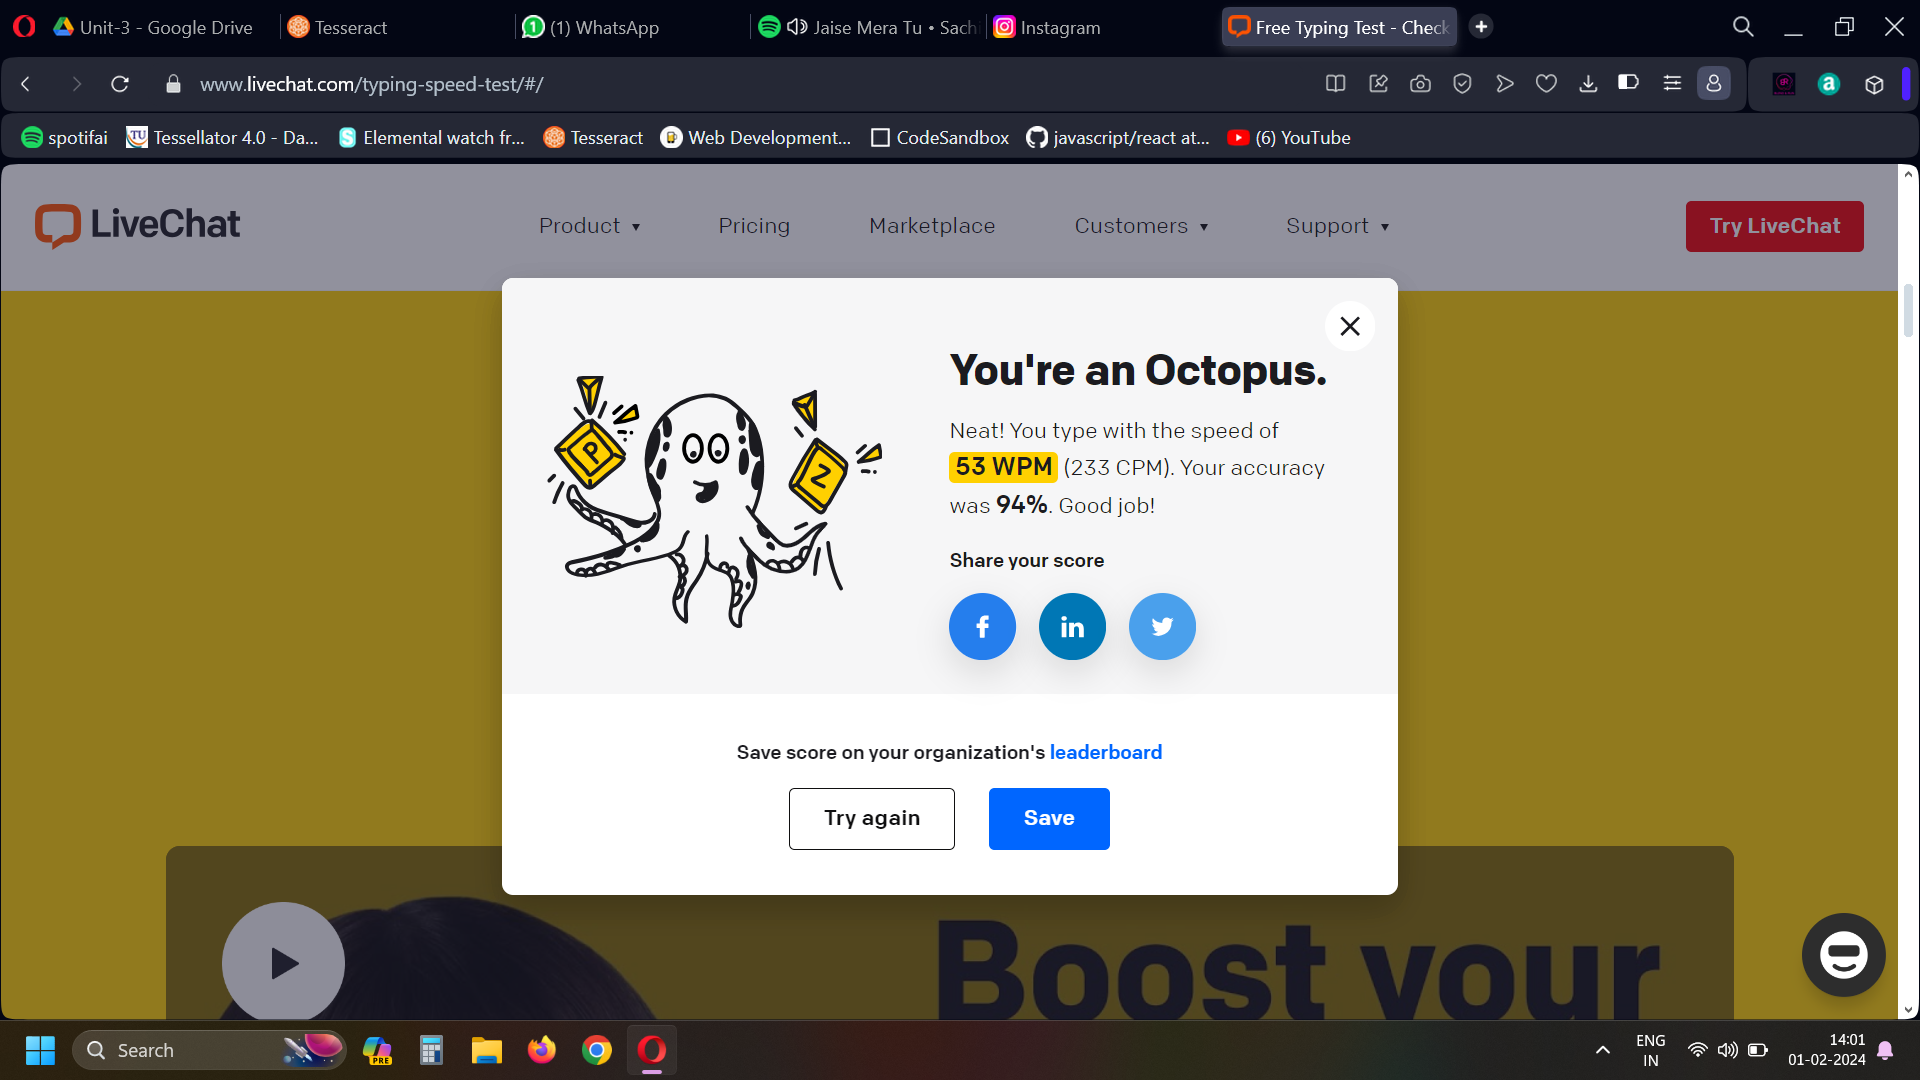 Unit-3 - Google Drive
Tesseract
(1) WhatsApp
Jaise Mera Tu • Sach
Instagram
Free Typing Test - Check
www.livechat.com/typing-speed-test/#/
spotifai
TU
Tessellator 4.0 - Da...
Elemental watch fr...
Tesseract
Web Development...
CodeSandbox
javascript/react at...
(6) YouTube
LiveChat
Product
Pricing
Marketplace
Customers
Support
Try LiveChat
You're an Octopus.
P
Z
Neat! You type with the speed of
53 WPM (233 CPM). Your accuracy
was 94%. Good job!
Share your score
Save score on your organization's leaderboard
Try again
Save
Boost your
Search
PRE
ENG
IN
14:01
01-02-2024